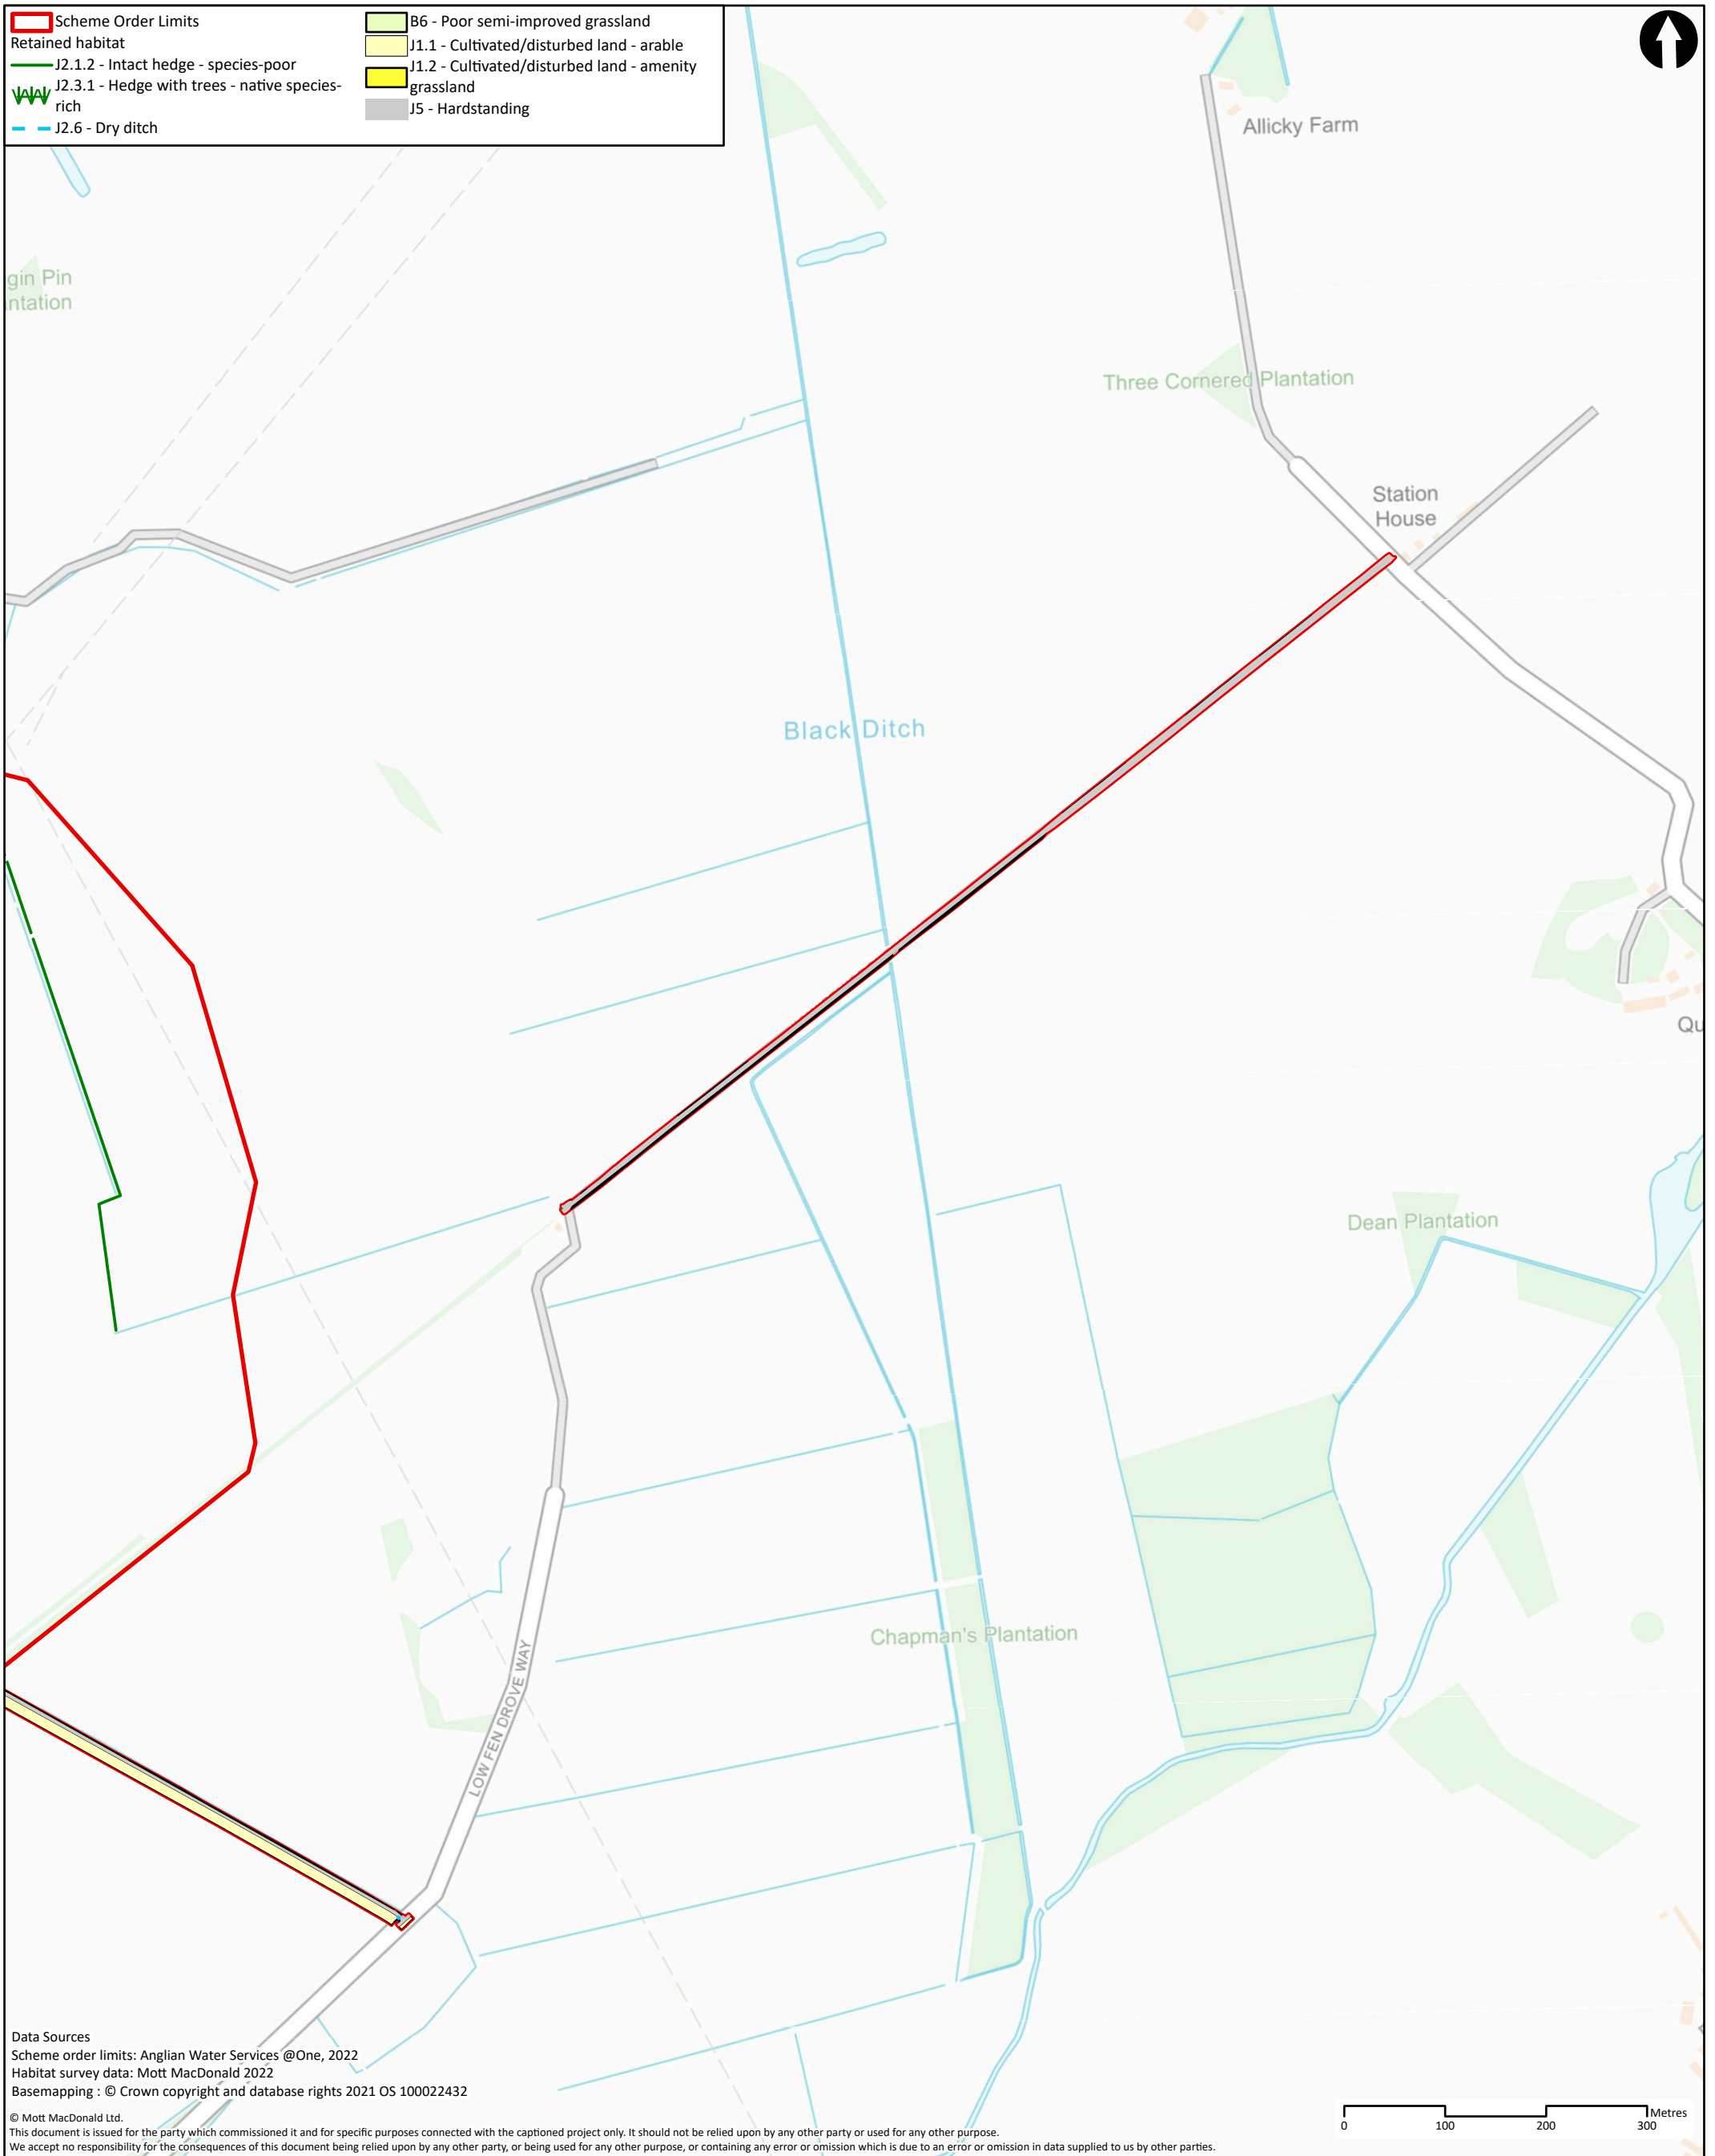 Scheme Order Limits
Retained habitat
J2.1.2 - Intact hedge - species-poor
J2.3.1 - Hedge with trees - native species-
rich
J2.6 - Dry ditch
B6 - Poor semi-improved grassland
J1.1 - Cultivated/disturbed land - arable
J1.2 - Cultivated/disturbed land - amenity
grassland
J5 - Hardstanding
Allicky Farm
gin Pin
ntation
Three Cornered Plantation
Station
House
Black Ditch
Qu
Dean Plantation
Chapman's Plantation
LOW FEN DROVE WAY
Data Sources
Scheme order limits: Anglian Water Services @One, 2022
Habitat survey data: Mott MacDonald 2022
Basemapping : © Crown copyright and database rights 2021 OS 100022432
© Mott MacDonald Ltd.
This document is issued for the party which commissioned it and for specific purposes connected with the captioned project only. It should not be relied upon by any other party or used for any other purpose.
We accept no responsibility for the consequences of this document being relied upon by any other party, or being used for any other purpose, or containing any error or omission which is due to an error or omission in data supplied to us by other parties.
Metres
0 100 200 300